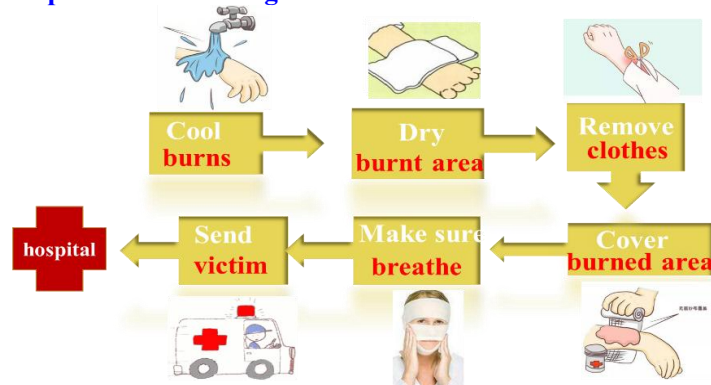 Cool
burns
Dry
burnt area
Remove
clothes
Cover
burned area
Make sure
breathe
Send
victim
hospital